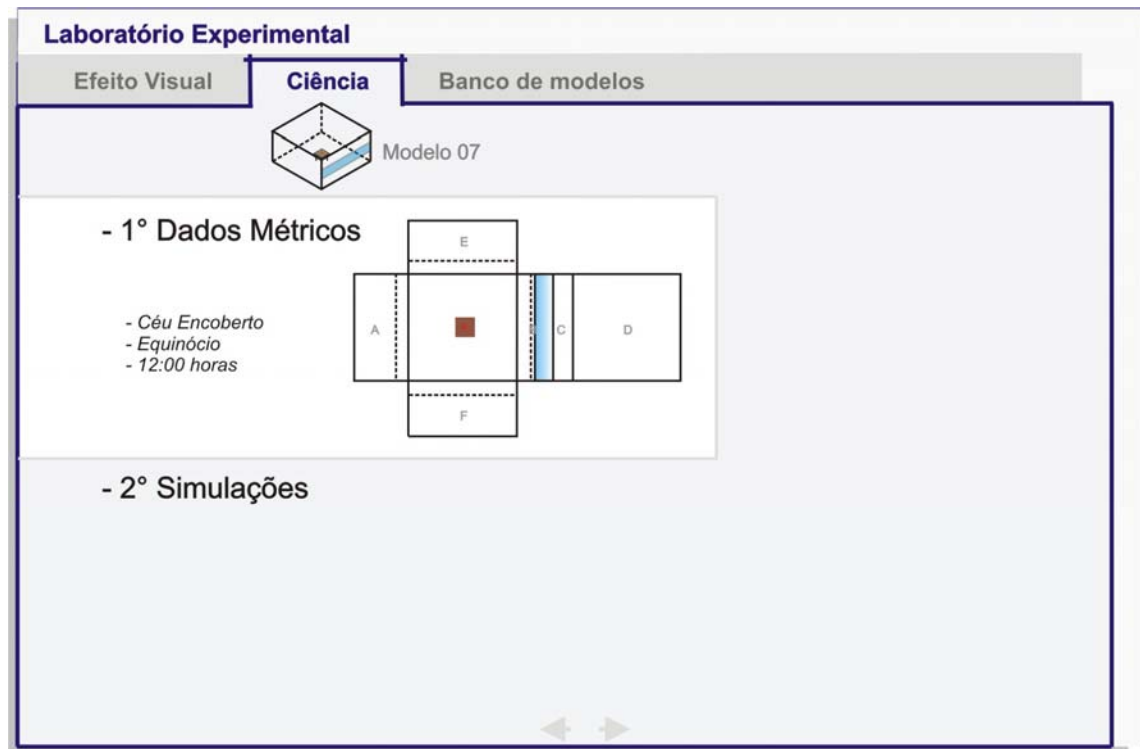 Laboratório Experimental
Efeito Visual Ciência Banco de modelos
Modelo 07
- 1° Dados Métricos
E
- Céu Encoberto
- Equinócio
- 12:00 horas
A C D
F
- 2° Simulações